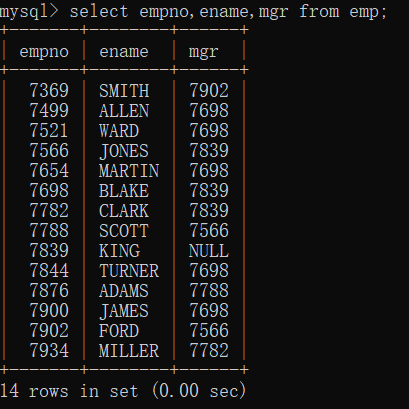 mysql> select empno,ename,mgr from emp;
+-------+--------+------+
| empno | ename  | mgr  |
+-------+--------+------+
|  7369 | SMITH  | 7902 |
|  7499 | ALLEN  | 7698 |
|  7521 | WARD   | 7698 |
|  7566 | JONES  | 7839 |
|  7654 | MARTIN | 7698 |
|  7698 | BLAKE  | 7839 |
|  7782 | CLARK  | 7839 |
|  7788 | SCOTT  | 7566 |
|  7839 | KING   | NULL |
|  7844 | TURNER | 7698 |
|  7876 | ADAMS  | 7788 |
|  7900 | JAMES  | 7698 |
|  7902 | FORD   | 7566 |
|  7934 | MILLER | 7782 |
+-------+--------+------+
14 rows in set (0.00 sec)